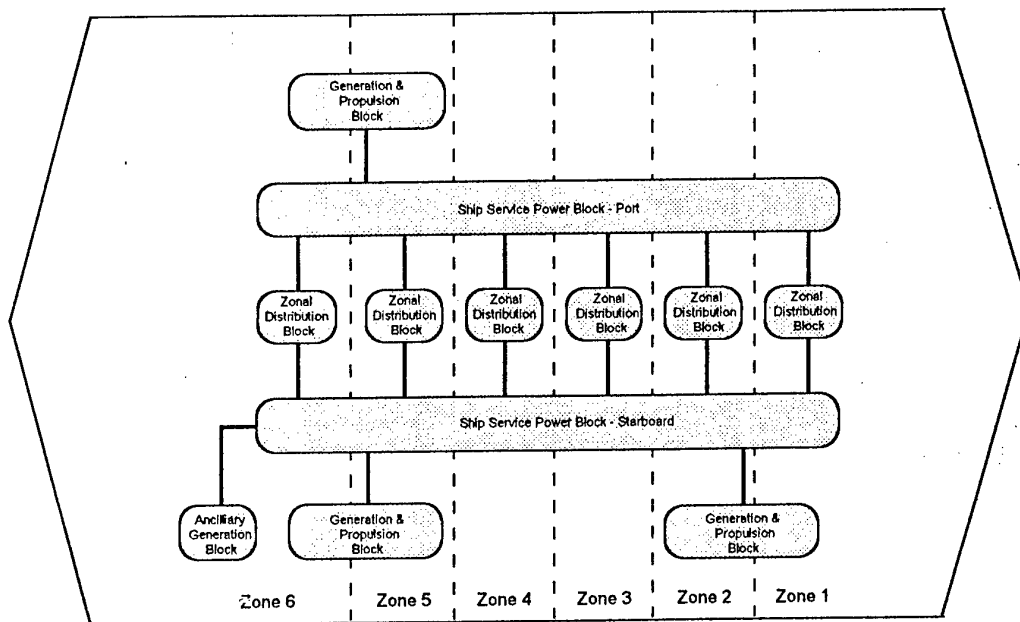 Generation &
Propulsion
Block
Ship Service Power Block - Port
Zonal
Distribution
Block
Zonal
Distribution
Block
Zonal
Distribution
Block
Zonal
Distribution
Block
Zonal
Distribution
Block
Zonal
Distribution
Block
Ship Service Power Block - Starboard
Ancilliary
Generation
Block
Generation &
Propulsion
Block
Generation &
Propulsion
Block
Zone 6
Zone 5
Zone 4
Zone 3
Zone 2
Zone 1